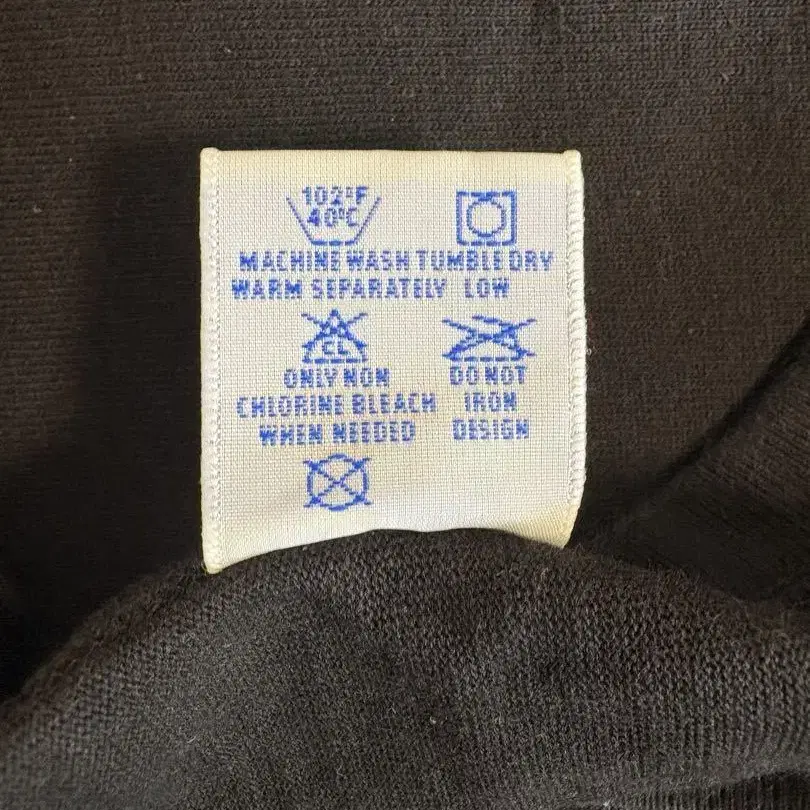 102°F
40°C
MACHINE WASH
WARM SEPARATELY
TUMBLE DRY
LOW
CL
ONLY NON
CHLORINE BLEACH
WHEN NEEDED
DO NOT
IRON
DESIGN